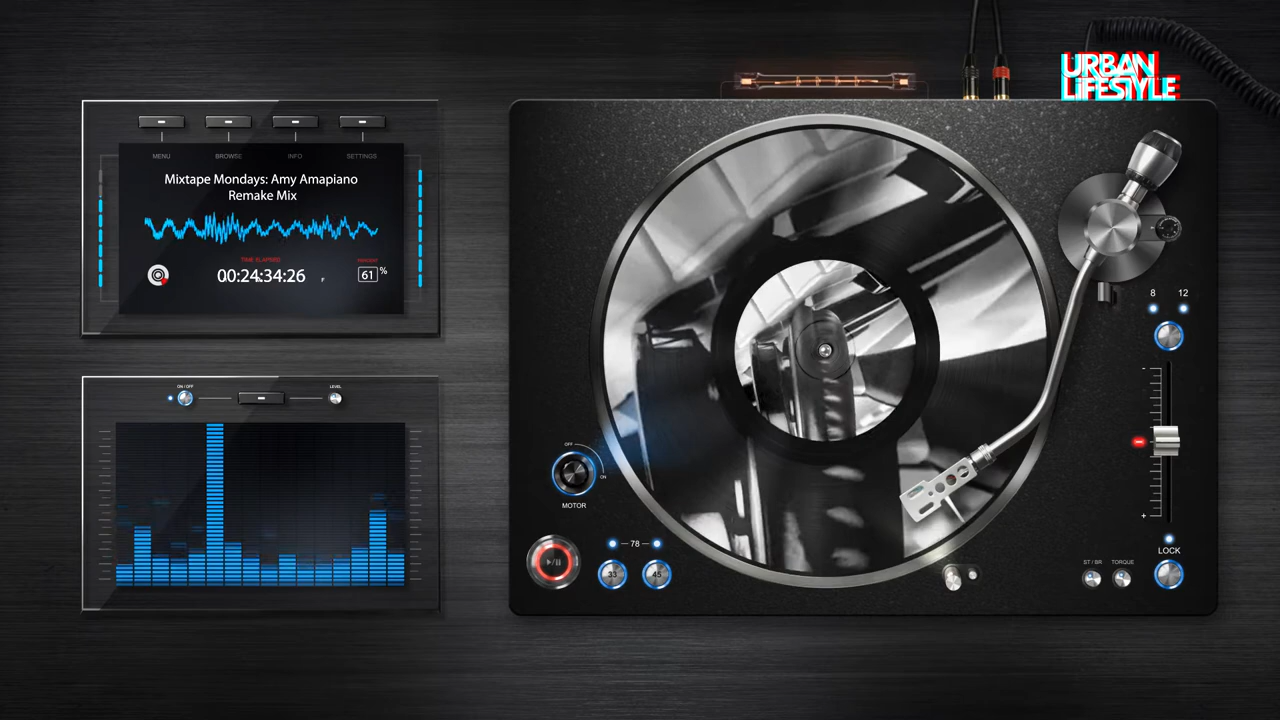 URBAN
LIFESTYLE
MENU BROWSE INFO SETTINGS
Mixtape Mondays: Amy Amapiano
Remake Mix
TIME ELAPSED
00:24:34:26 F
61 %
ON / OFF
LEVEL
8 12
OFF
ON
MOTOR
78
33 45
LOCK
ST / BR TORQUE